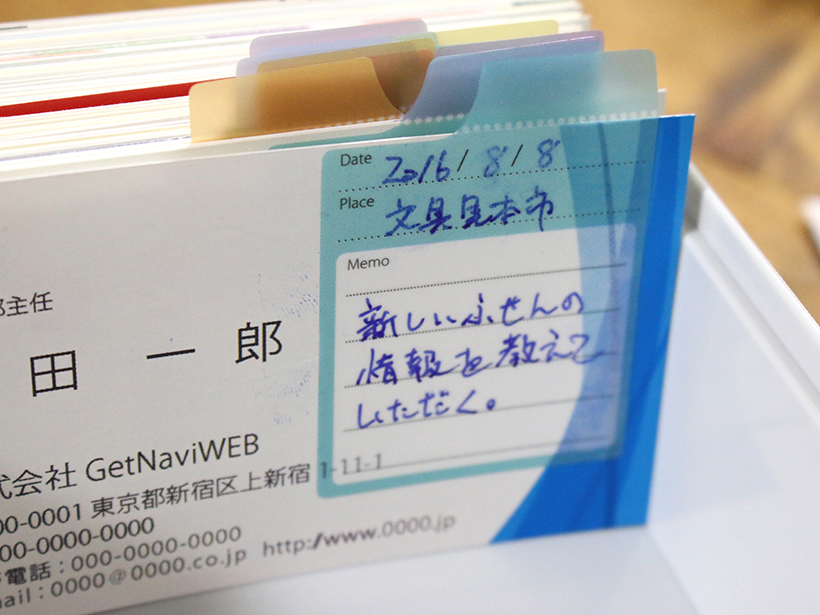 Date 2016/8/8
Place 文具見本市
Memo
新しいふせんの
情報を教えて
いただく。
部主任
田 一郎
式会社 GetNaviWEB
00-0001 東京都新宿区上新宿 1-11-1
00-0000-0000
電話：000-0000-0000
mail：0000@0000.co.jp http://www.0000.jp